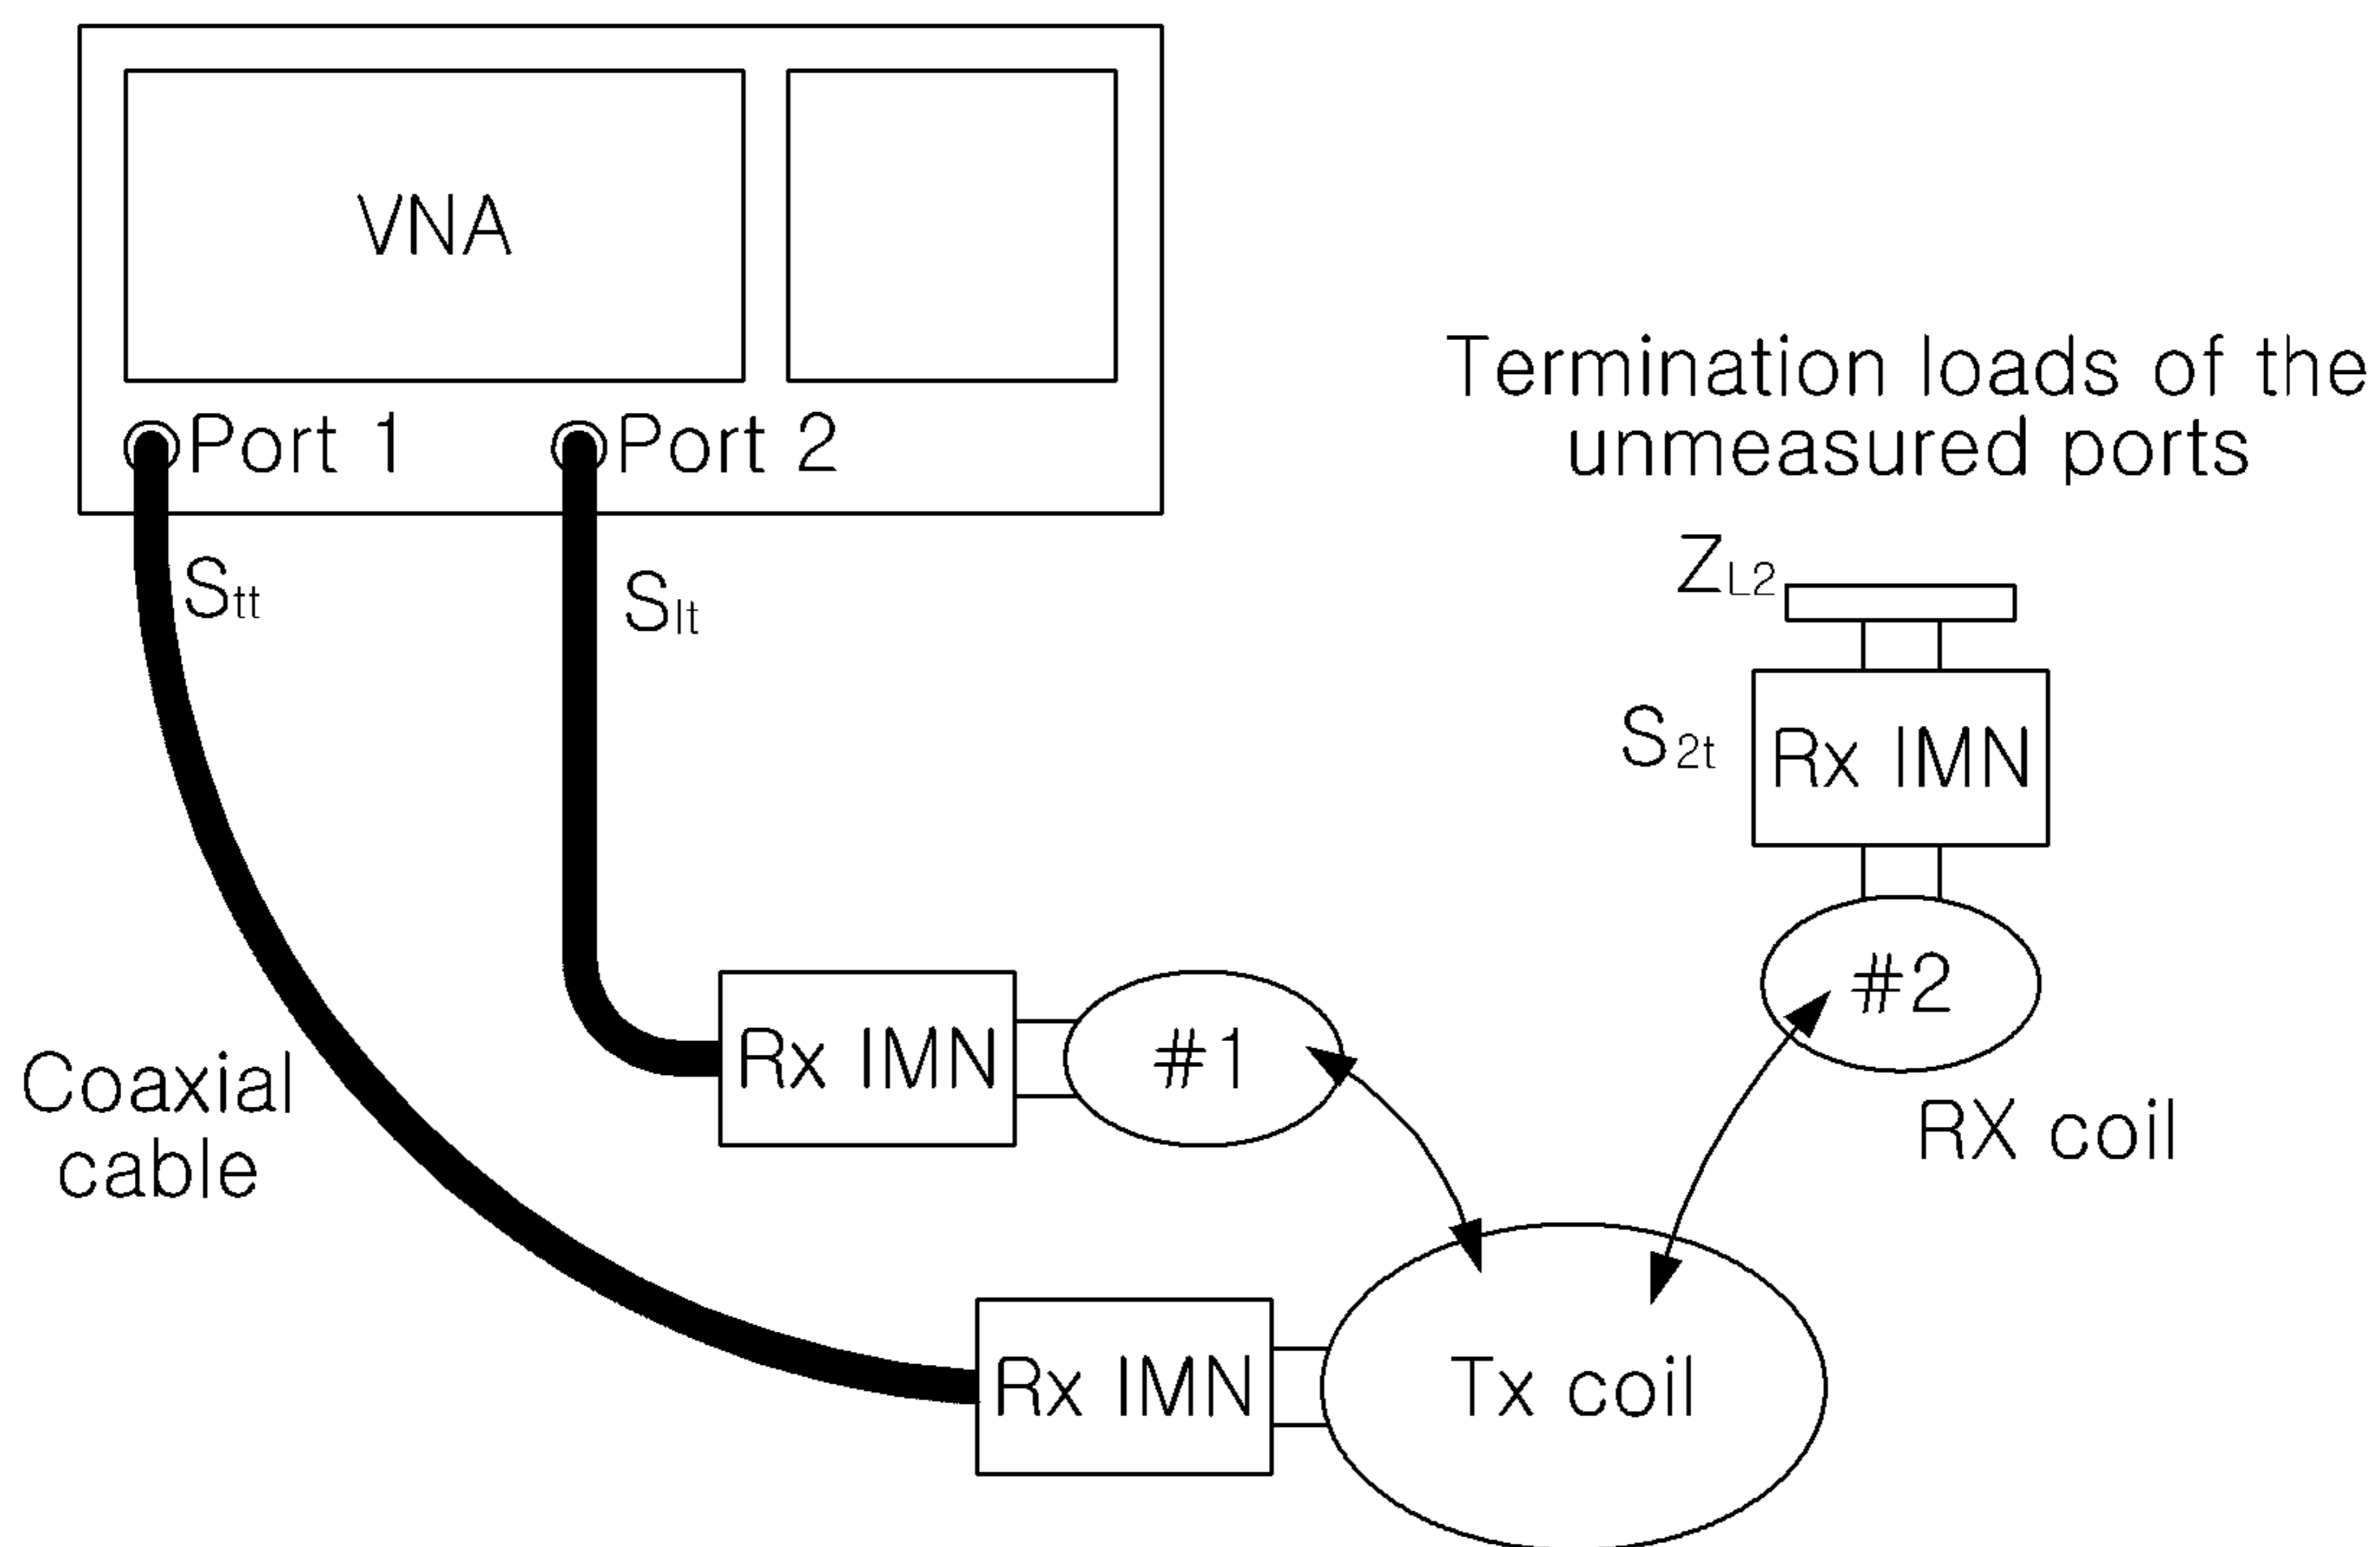 VNA
Port 1
Port 2
Termination loads of the
unmeasured ports
Stt
Slt
ZL2
S2t
Rx IMN
#2
RX coil
Coaxial
cable
Rx IMN
#1
Rx IMN
Tx coil